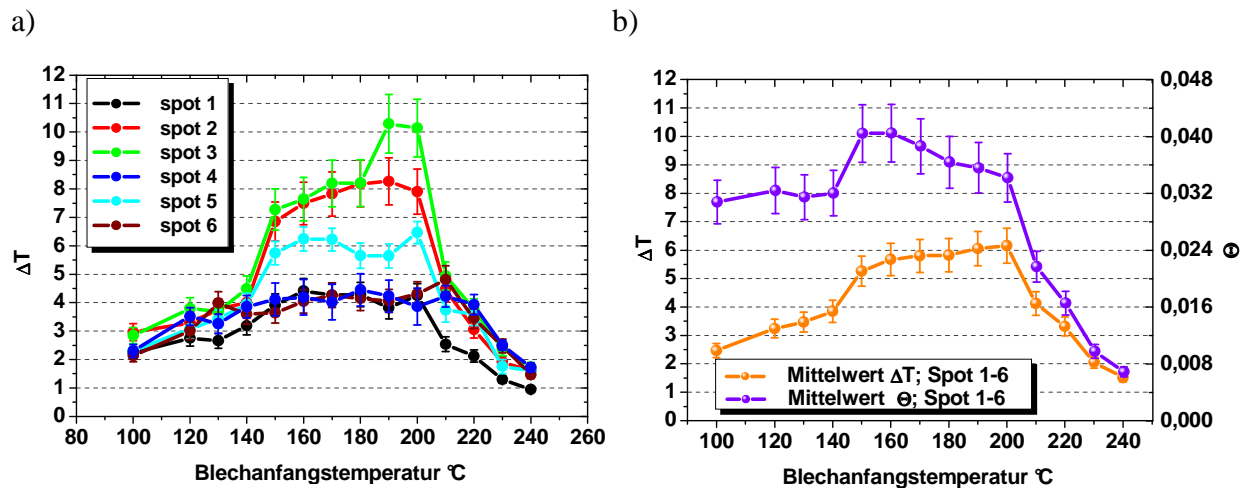 a)
12
11
10
9
8
7
6
5
4
3
2
1
0
ΔT
spot 1
spot 2
spot 3
spot 4
spot 5
spot 6
80 100 120 140 160 180 200 220 240 260
Blechanfangstemperatur °C
b)
12
11
10
9
8
7
6
5
4
3
2
1
0
ΔT
Mittelwert ΔT; Spot 1-6
Mittelwert Θ; Spot 1-6
0,048
0,040
0,032
0,024
0,016
0,008
0,000
Θ
100 120 140 160 180 200 220 240
Blechanfangstemperatur °C